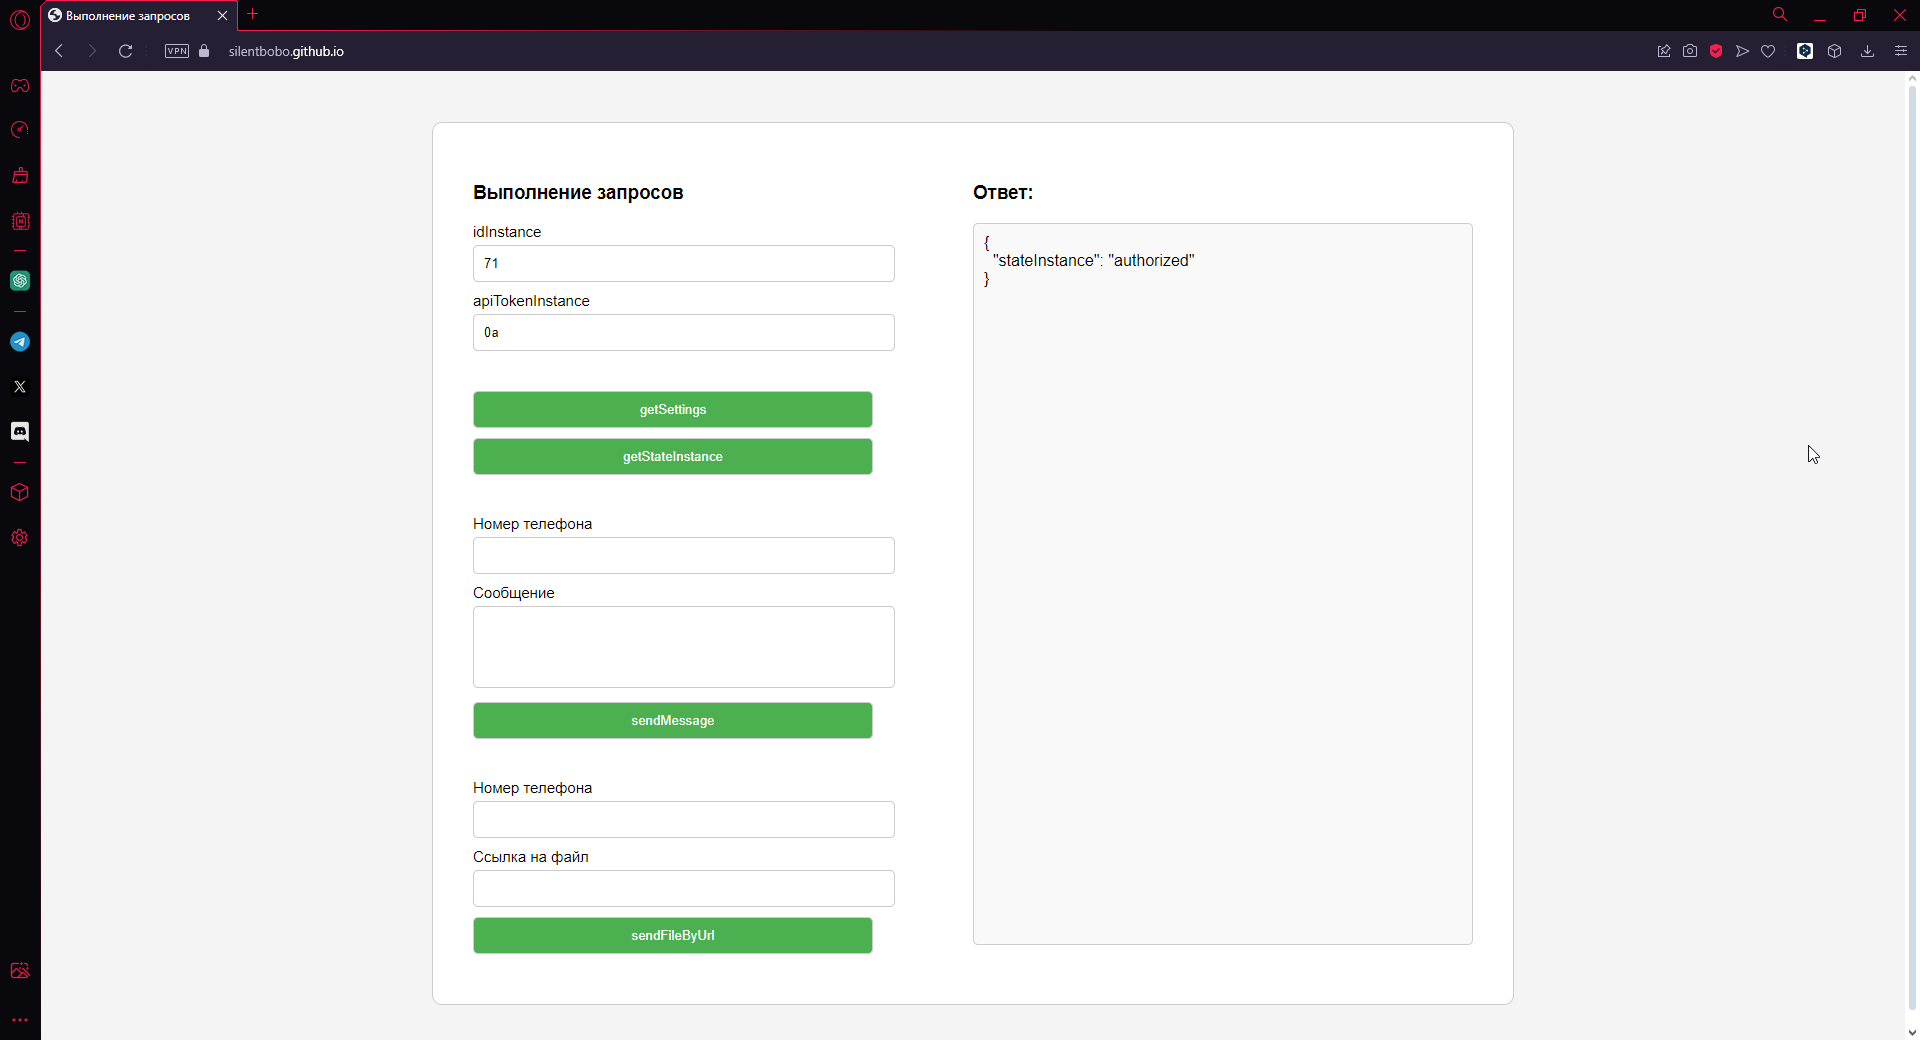 Выполнение запросов
VPN
silentbobo.github.io
Выполнение запросов
idInstance
71
apiTokenInstance
0a
getSettings
getStateInstance
Номер телефона
Сообщение
sendMessage
Номер телефона
Ссылка на файл
sendFileByUrl
Ответ:
{
"stateInstance": "authorized"
}